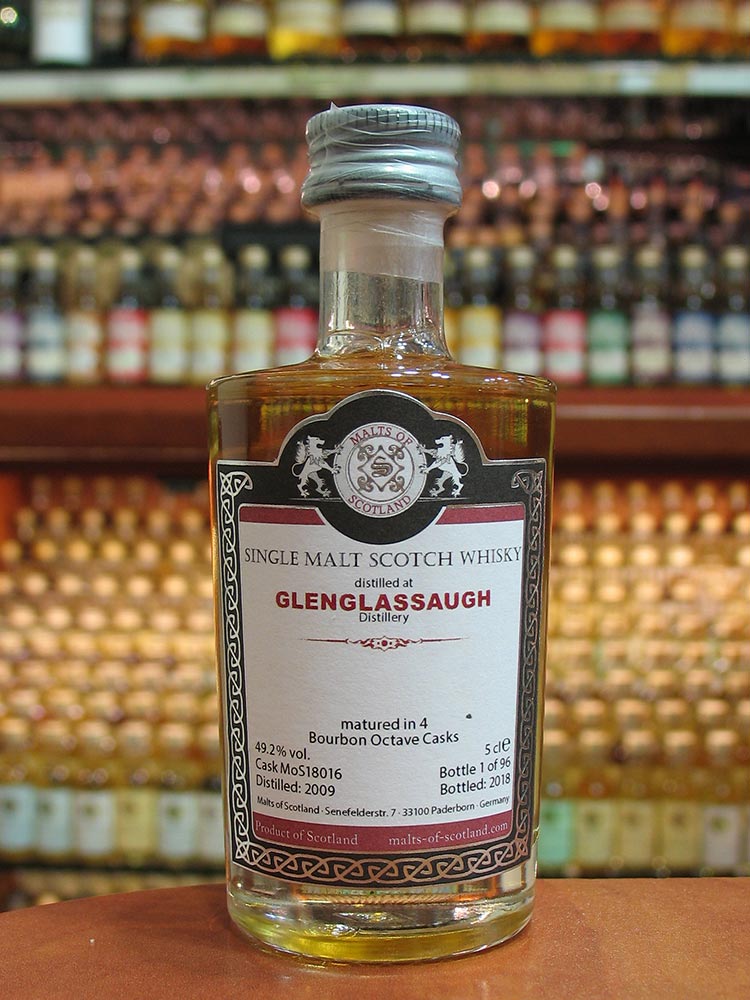 MALTS OF
S
SCOTLAND
SINGLE MALT SCOTCH WHISKY
distilled at
GLENGLASSAUGH
Distillery
matured in 4
Bourbon Octave Casks
49.2% vol. 5 cl e
Cask MoS18016 Bottle 1 of 96
Distilled: 2009 Bottled: 2018
Malts of Scotland · Senefelderstr. 7 · 33100 Paderborn · Germany
Product of Scotland malts-of-scotland.com